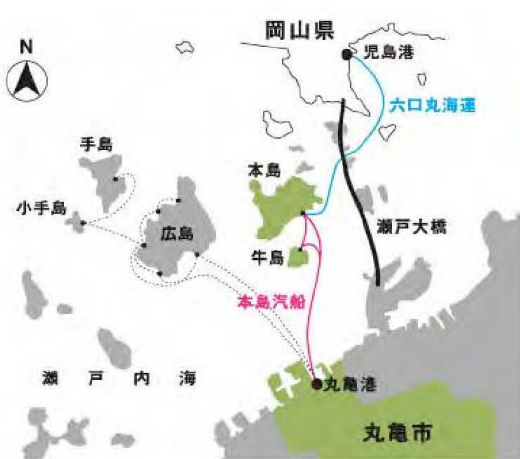 岡山県
N
児島港
六口丸海運
手島
本島
小手島
広島
瀬戸大橋
牛島
本島汽船
瀬戸内海
丸亀港
丸亀市